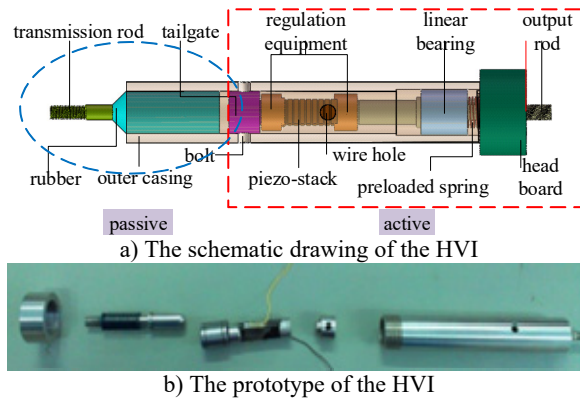 regulation linear output
transmission rod tailgate equipment bearing rod
bolt wire hole
rubber outer casing piezo-stack preloaded spring head
board
passive active
a) The schematic drawing of the HVI
b) The prototype of the HVI